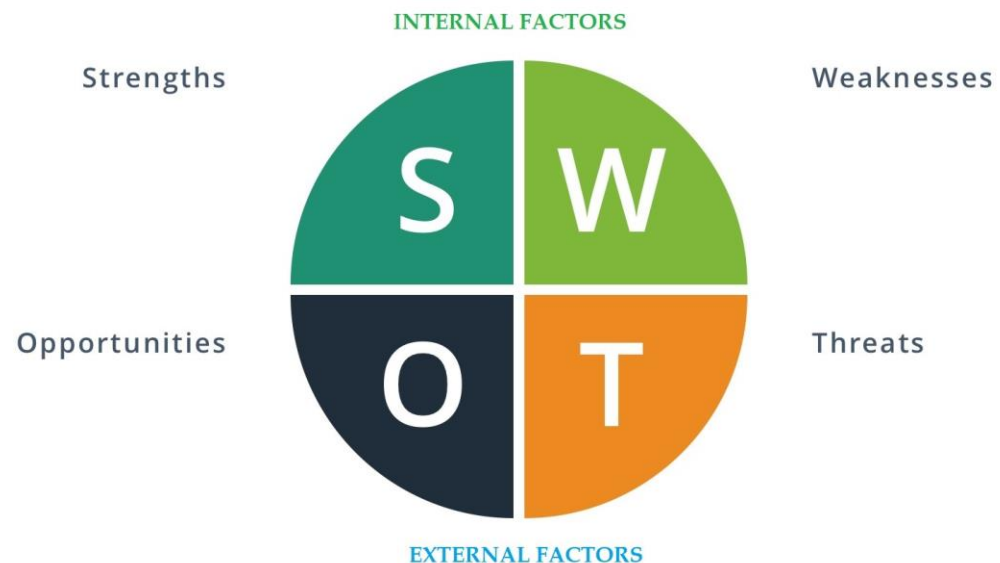 INTERNAL FACTORS
Strengths
Weaknesses
S W
Opportunities
Threats
O T
EXTERNAL FACTORS